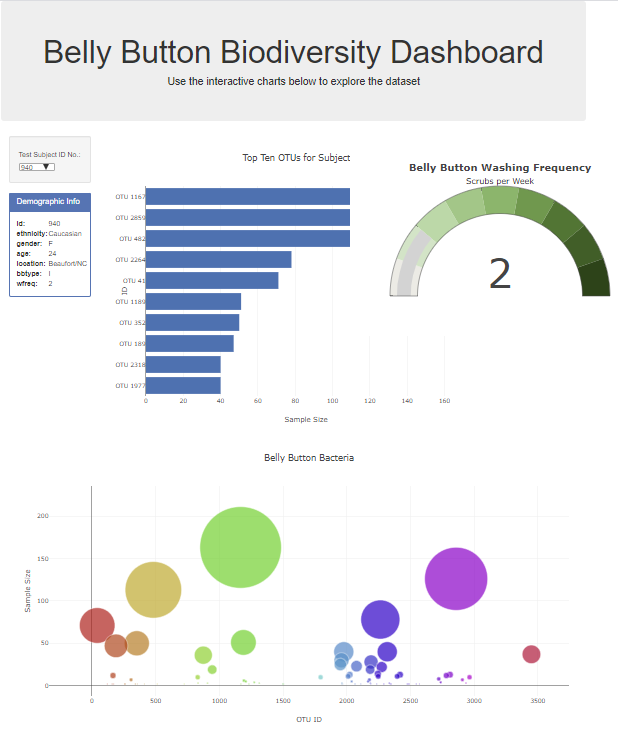 Belly Button Biodiversity Dashboard
Use the interactive charts below to explore the dataset
Test Subject ID No.:
940
Demographic Info
id: 940
ethnicity: Caucasian
gender: F
age: 24
location: Beaufort/NC
bbtype: I
wfreq: 2
Top Ten OTUs for Subject
OTU 1167
OTU 2859
OTU 482
OTU 2264
OTU 41
OTU 1189
OTU 352
OTU 189
OTU 2318
OTU 1977
ID
0 20 40 60 80 100 120 140 160
Sample Size
Belly Button Washing Frequency
Scrubs per Week
2
Belly Button Bacteria
200
150
100
50
0
Sample Size
0 500 1000 1500 2000 2500 3000 3500
OTU ID